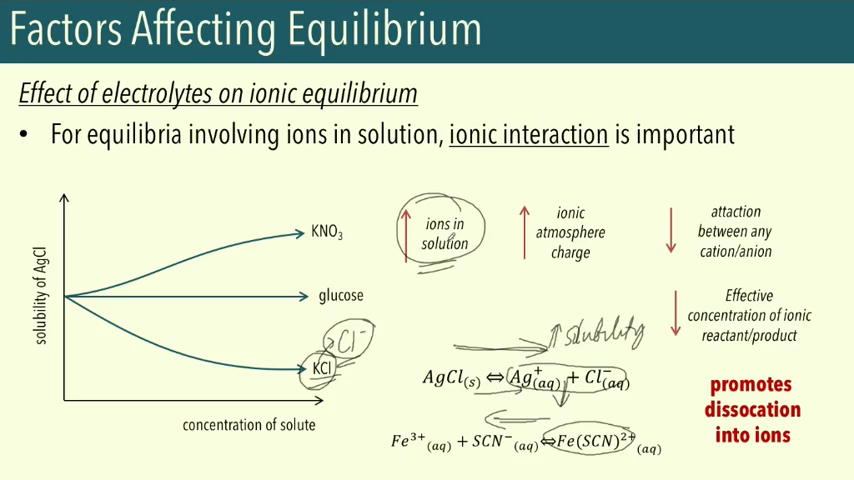 Factors Affecting Equilibrium
Effect of electrolytes on ionic equilibrium
• For equilibria involving ions in solution, ionic interaction is important
solubility of AgCl
KNO₃
glucose
Cl⁻
KCl
concentration of solute
ions in
solution
ionic
atmosphere
charge
attaction
between any
cation/anion
Effective
concentration of ionic
reactant/product
↑ solubility
AgCl(s) ⇔ Ag⁺(aq) + Cl⁻(aq)
Fe³⁺(aq) + SCN⁻(aq) ⇔ Fe(SCN)²⁺(aq)
promotes
dissocation
into ions